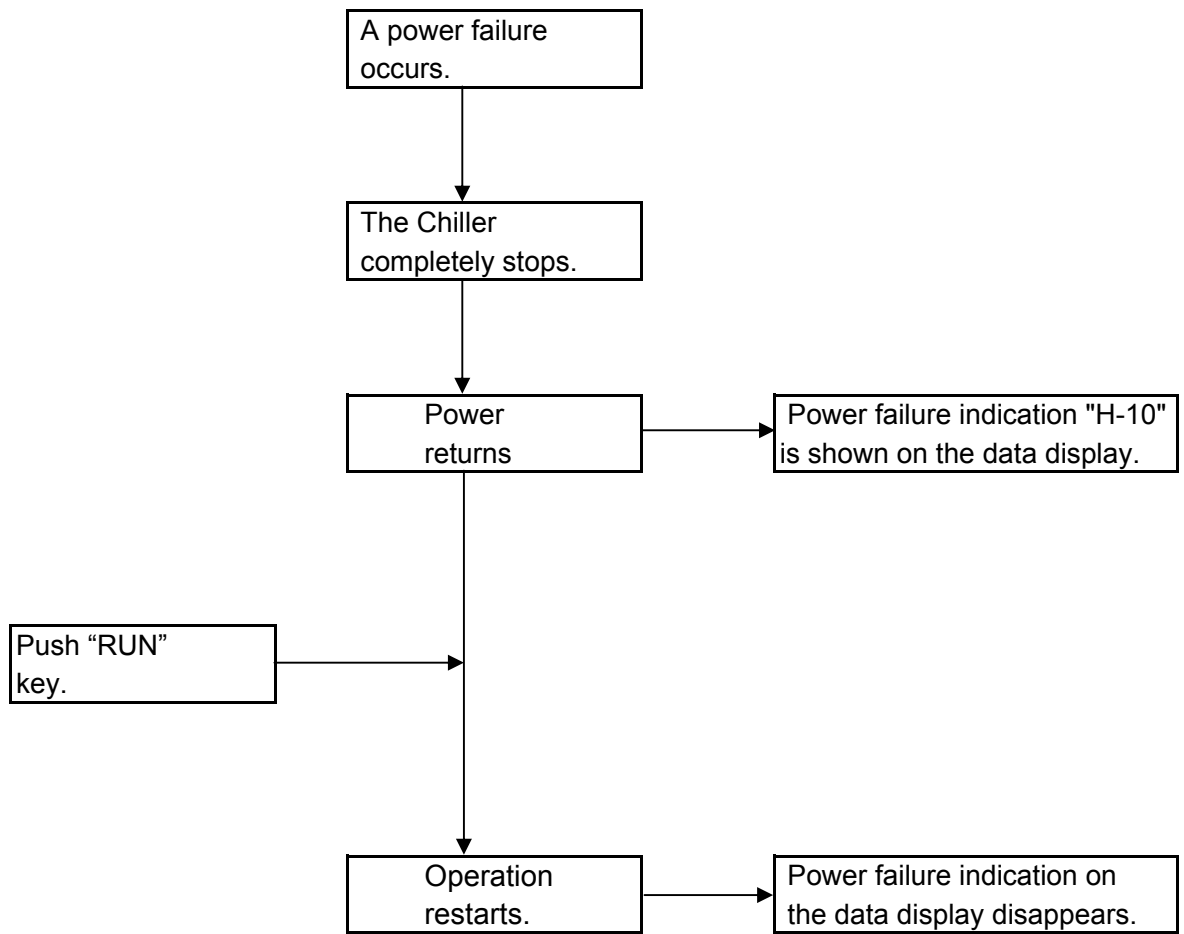 A power failure
occurs.
The Chiller
completely stops.
Power
returns
Power failure indication "H-10"
is shown on the data display.
Push “RUN”
key.
Operation
restarts.
Power failure indication on
the data display disappears.